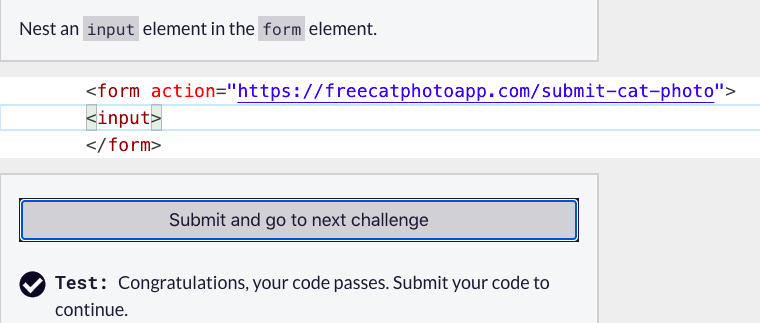 Nest an input element in the form element.
<form action="https://freecatphotoapp.com/submit-cat-photo">
<input>
</form>
Submit and go to next challenge
Test: Congratulations, your code passes. Submit your code to
continue.